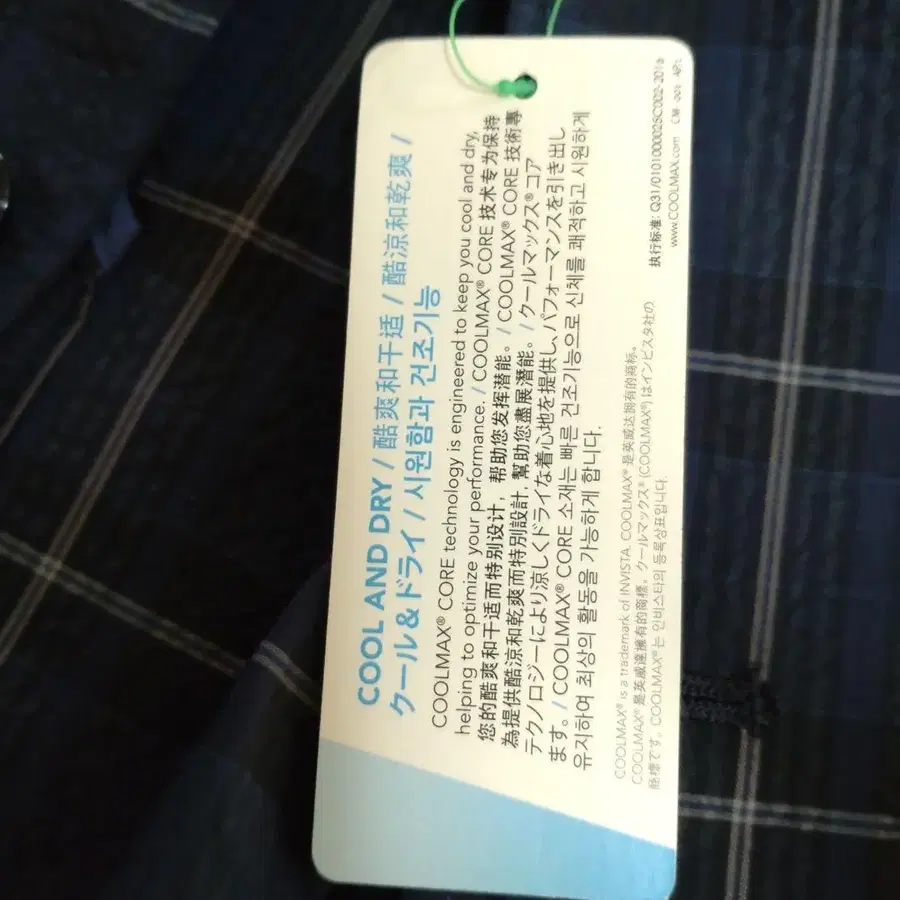 COOL AND DRY / 酷爽和干适 / 酷涼和乾爽 /
クール&ドライ / 시원함과 건조기능
COOLMAX® CORE technology is engineered to keep you cool and dry,
helping to optimize your performance. / COOLMAX® CORE 技术专为保持
您的酷爽和干适而特别设计，帮助您发挥潜能。 / COOLMAX® CORE 技術專
為提供酷涼和乾爽而特別設計, 幫助您盡展潛能。 / クールマックス® コア
テクノロジーにより涼しくドライな着心地を提供し、パフォーマンスを引き出し
ます。 / COOLMAX® CORE 소재는 빠른 건조기능으로 신체를 쾌적하고 시원하게
유지하여 최상의 활동을 가능하게 합니다.
COOLMAX® is a trademark of INVISTA. COOLMAX® 是英威达拥有的商标。
COOLMAX® 是英威達擁有的商標。クールマックス® (COOLMAX®) はインビスタ社の
商標です。COOLMAX®는 인비스타의 등록상표입니다.
执行标准: Q31/0101000025C002-2016
www.COOLMAX.com